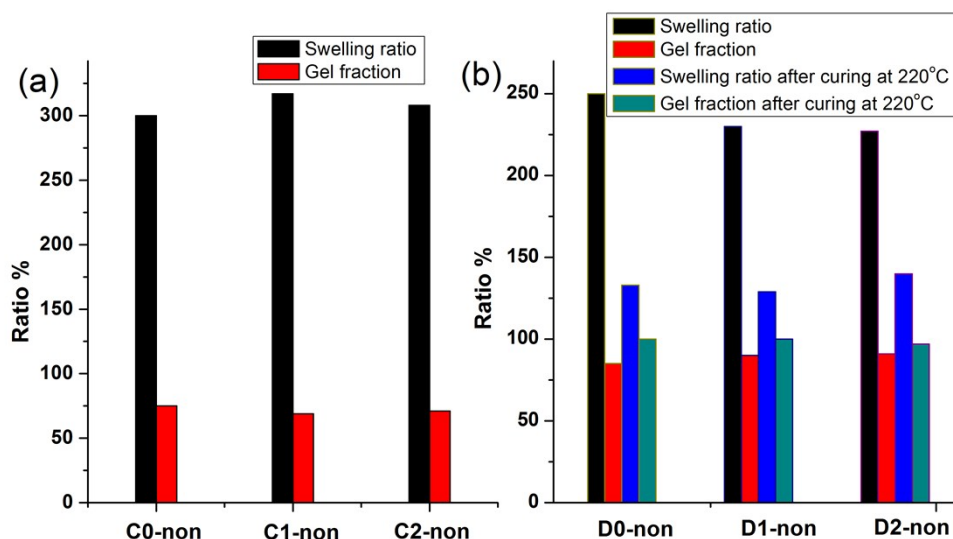 (a)
Swelling ratio
Gel fraction
Ratio %
300
250
200
150
100
50
0
C0-non C1-non C2-non
(b)
Swelling ratio
Gel fraction
Swelling ratio after curing at 220°C
Gel fraction after curing at 220°C
Ratio %
250
200
150
100
50
0
D0-non D1-non D2-non